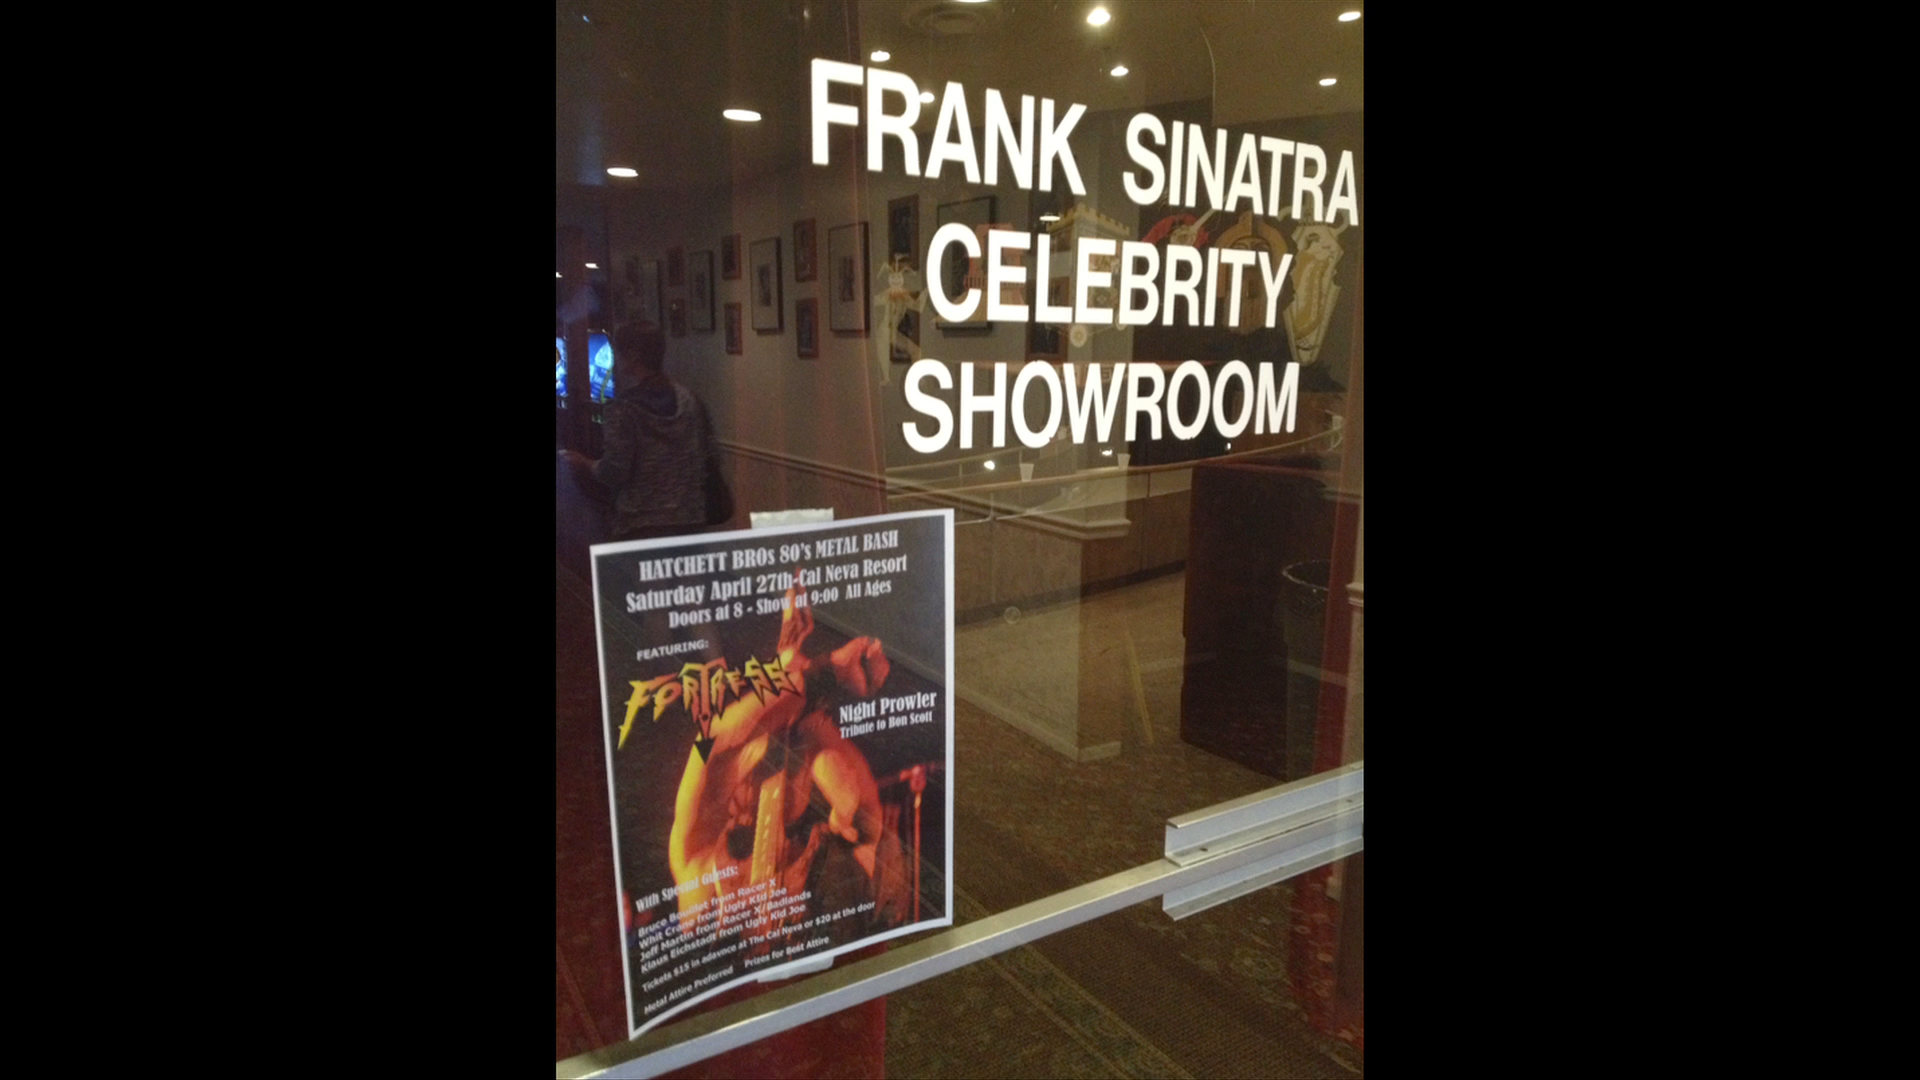 FRANK SINATRA
CELEBRITY
SHOWROOM
HATCHETT BROs 80's METAL BASH
Saturday April 27th-Cal Neva Resort
Doors at 8 - Show at 9:00 All Ages
FEATURING:
FORTRESS
Night Prowler
Tribute to Bon Scott
With Special Guests:
Bruce Bouillet from Racer X
Whit Crane from Ugly Kid Joe
Jeff Martin from Racer X/Badlands
Klaus Eichstadt from Ugly Kid Joe
Tickets $15 in adavnce at The Cal Neva or $20 at the door
Metal Attire Preferred Prizes for Best Attire